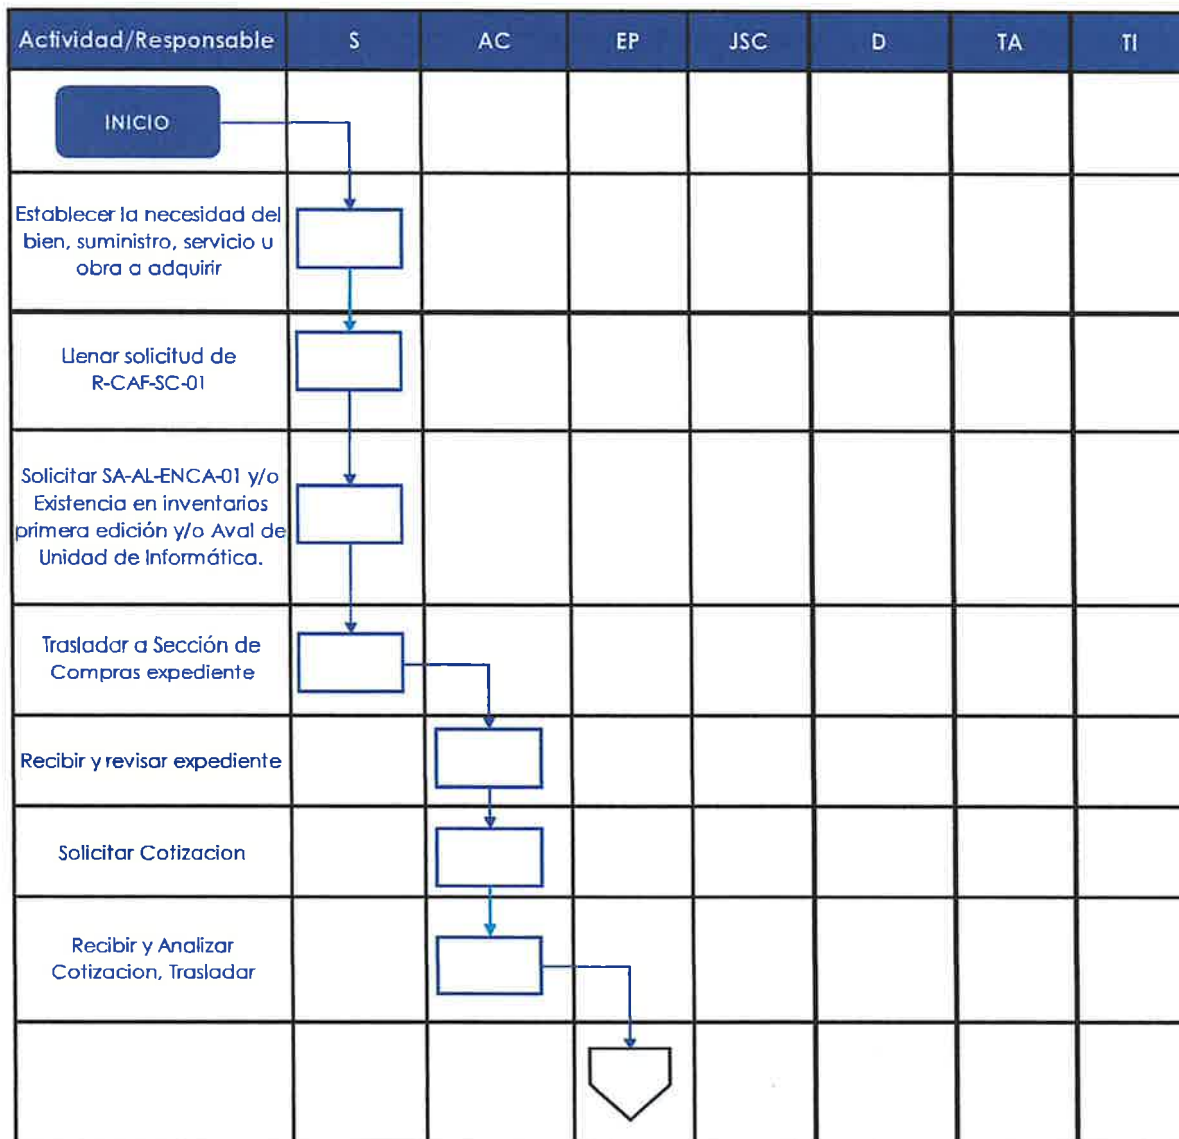 Actividad/Responsable S AC EP JSC D TA TI
INICIO
Establecer la necesidad del
bien, suministro, servicio u
obra a adquirir
Llenar solicitud de
R-CAF-SC-01
Solicitar SA-AL-ENCA-01 y/o
Existencia en inventarios
primera edición y/o Aval de
Unidad de Informática.
Trasladar a Sección de
Compras expediente
Recibir y revisar expediente
Solicitar Cotizacion
Recibir y Analizar
Cotizacion, Trasladar